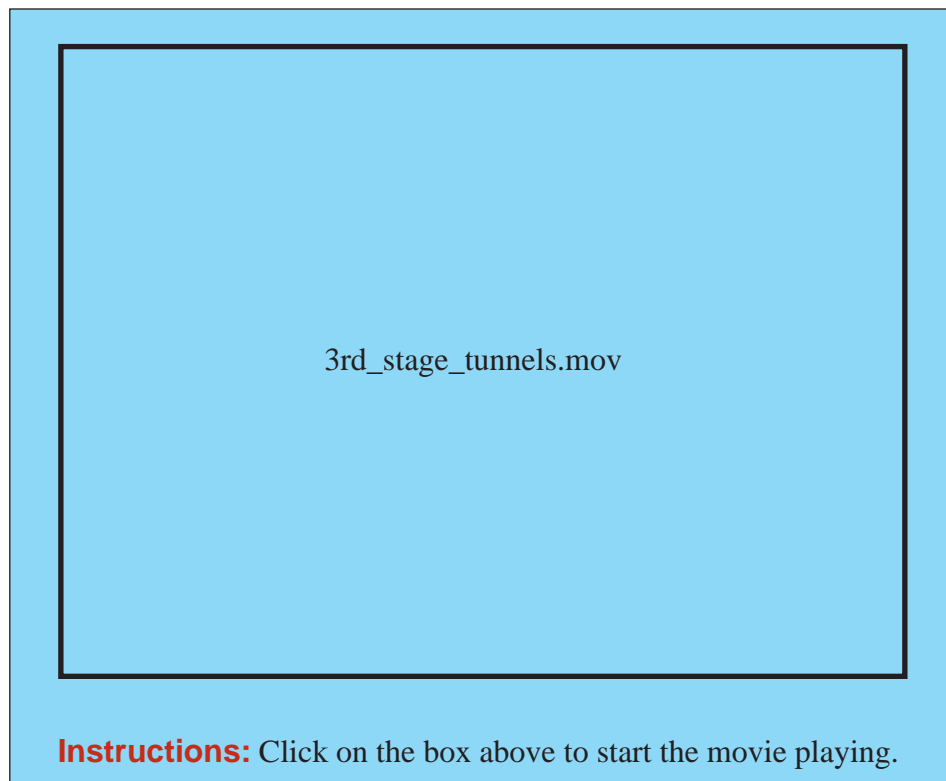 3rd_stage_tunnels.mov
Instructions: Click on the box above to start the movie playing.